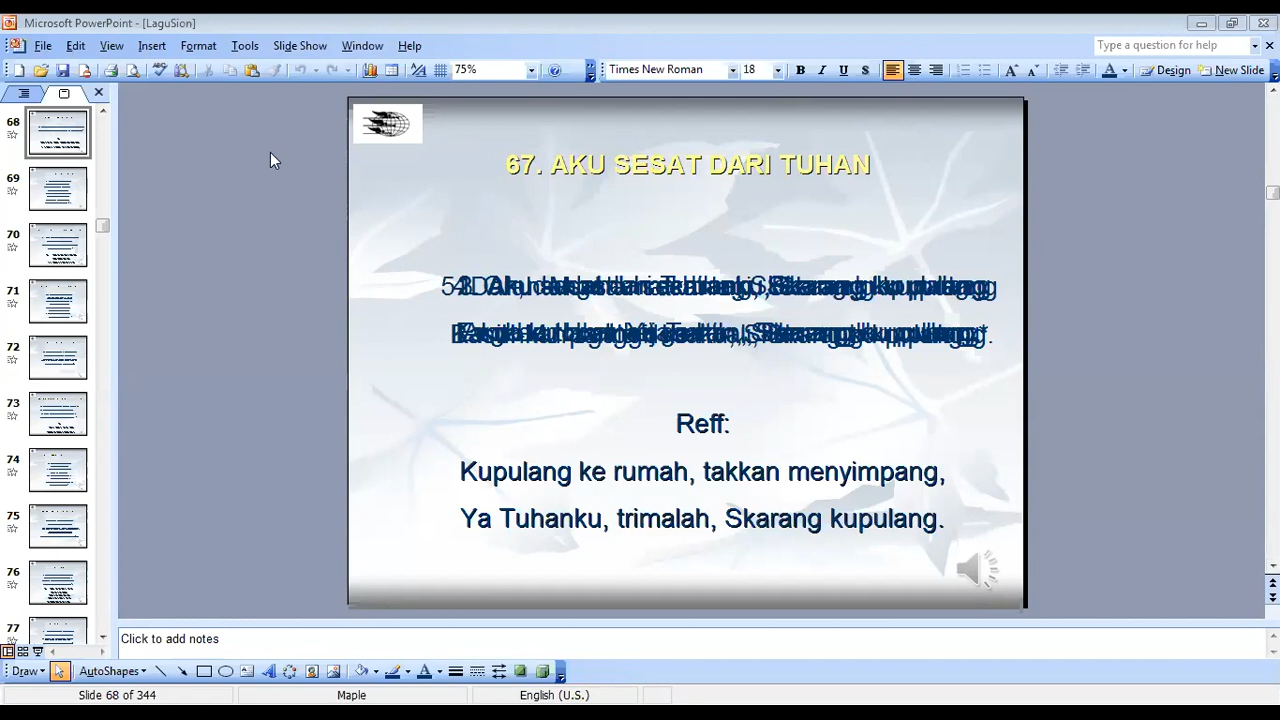 Microsoft PowerPoint - [LaguSion]
File Edit View Insert Format Tools Slide Show Window Help
Type a question for help
75%
Times New Roman 18 B I U S A Design New Slide
67. AKU SESAT DARI TUHAN
Reff:
Kupulang ke rumah, takkan menyimpang,
Ya Tuhanku, trimalah, Skarang kupulang.
68
69
70
71
72
73
74
75
76
77
Click to add notes
Draw AutoShapes A
Slide 68 of 344 Maple English (U.S.)